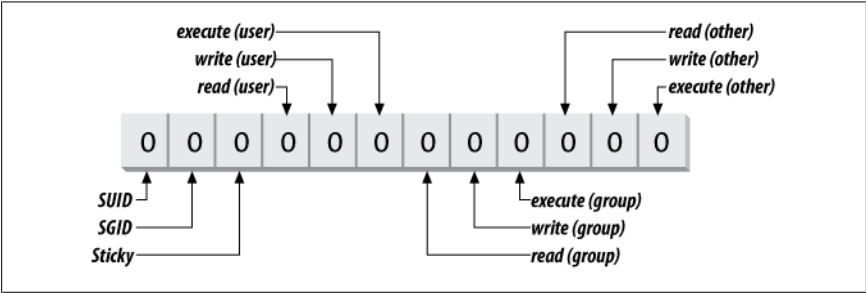 execute (user)
write (user)
read (user)
read (other)
write (other)
execute (other)
0 0 0 0 0 0 0 0 0 0 0 0
SUID
SGID
Sticky
execute (group)
write (group)
read (group)